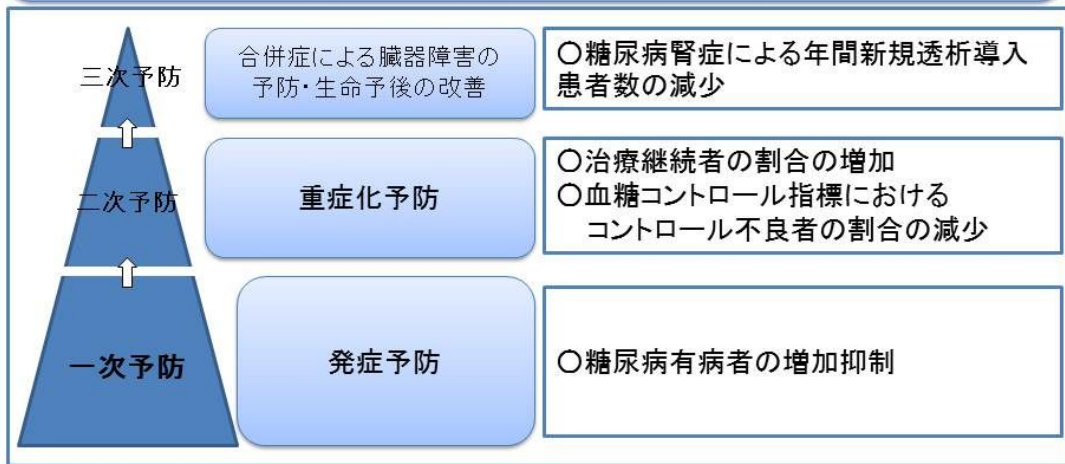 三次予防
合併症による臓器障害の
予防・生命予後の改善
〇糖尿病腎症による年間新規透析導入
患者数の減少
二次予防
重症化予防
〇治療継続者の割合の増加
〇血糖コントロール指標における
コントロール不良者の割合の減少
一次予防
発症予防
〇糖尿病有病者の増加抑制